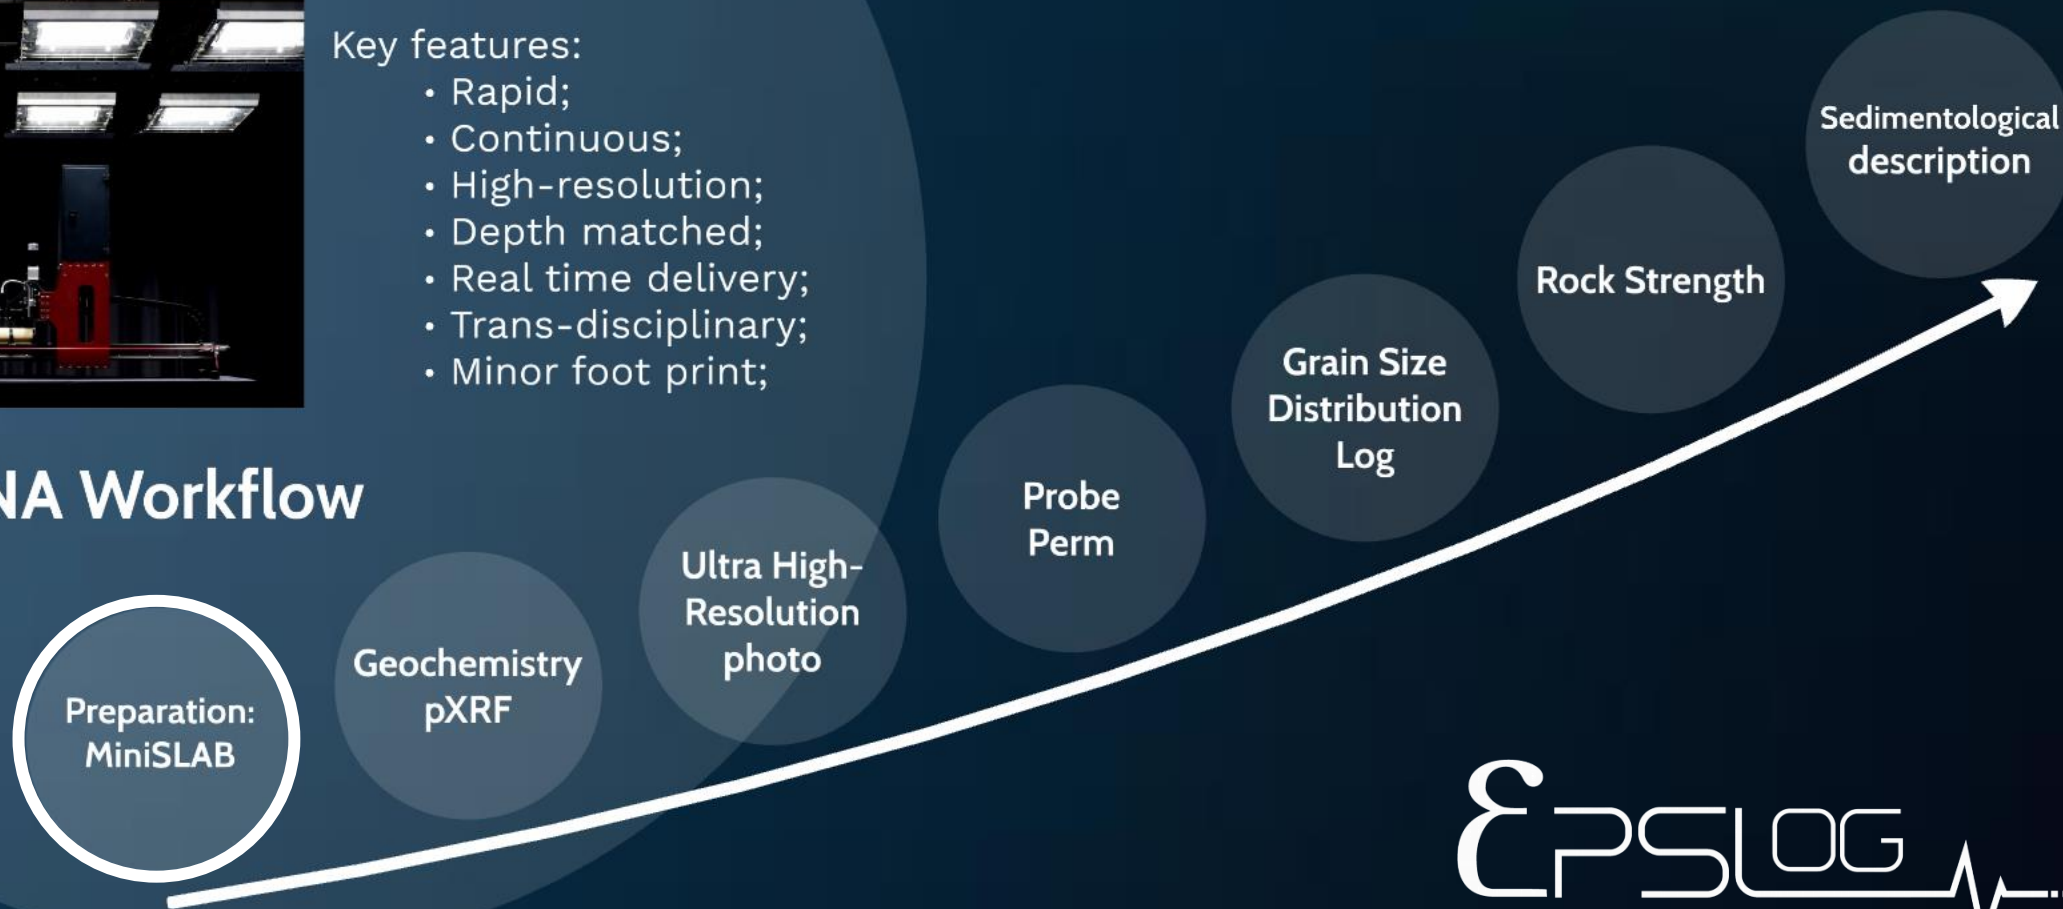 Key features:
• Rapid;
• Continuous;
• High-resolution;
• Depth matched;
• Real time delivery;
• Trans-disciplinary;
• Minor foot print;
NA Workflow
Preparation:
MiniSLAB
Geochemistry
pXRF
Ultra High-
Resolution
photo
Probe
Perm
Grain Size
Distribution
Log
Rock Strength
Sedimentological
description
EPSLOG